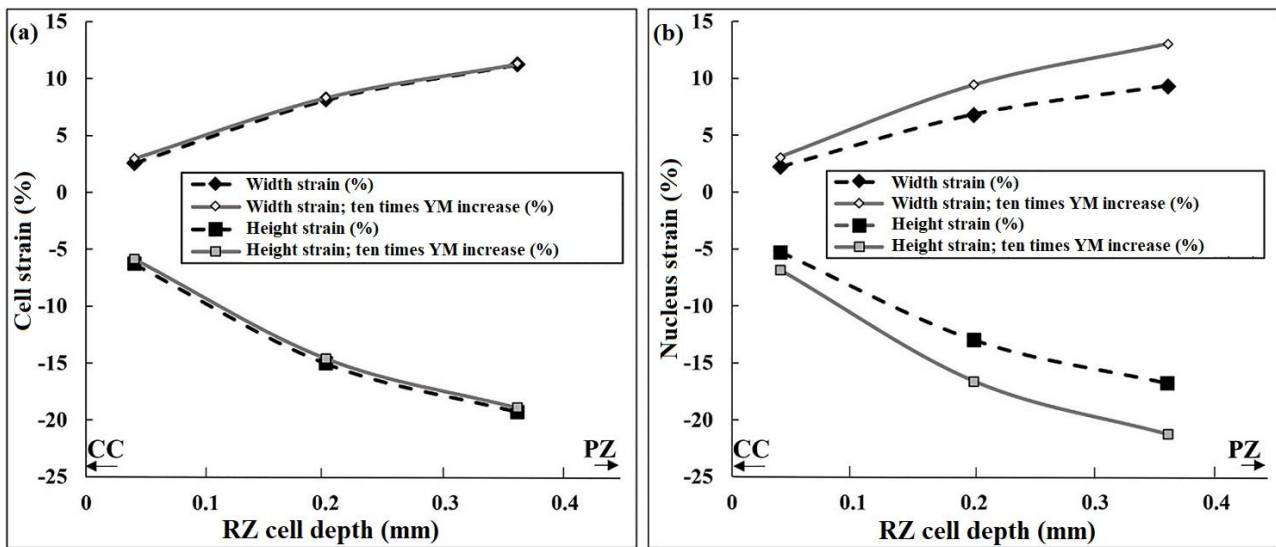 (a)
Cell strain (%)
15
10
5
0
-5
-10
-15
-20
-25
Width strain (%)
Width strain; ten times YM increase (%)
Height strain (%)
Height strain; ten times YM increase (%)
CC
PZ
0
0.1
0.2
0.3
0.4
RZ cell depth (mm)
(b)
Nucleus strain (%)
15
10
5
0
-5
-10
-15
-20
-25
Width strain (%)
Width strain; ten times YM increase (%)
Height strain (%)
Height strain; ten times YM increase (%)
CC
PZ
0
0.1
0.2
0.3
0.4
RZ cell depth (mm)